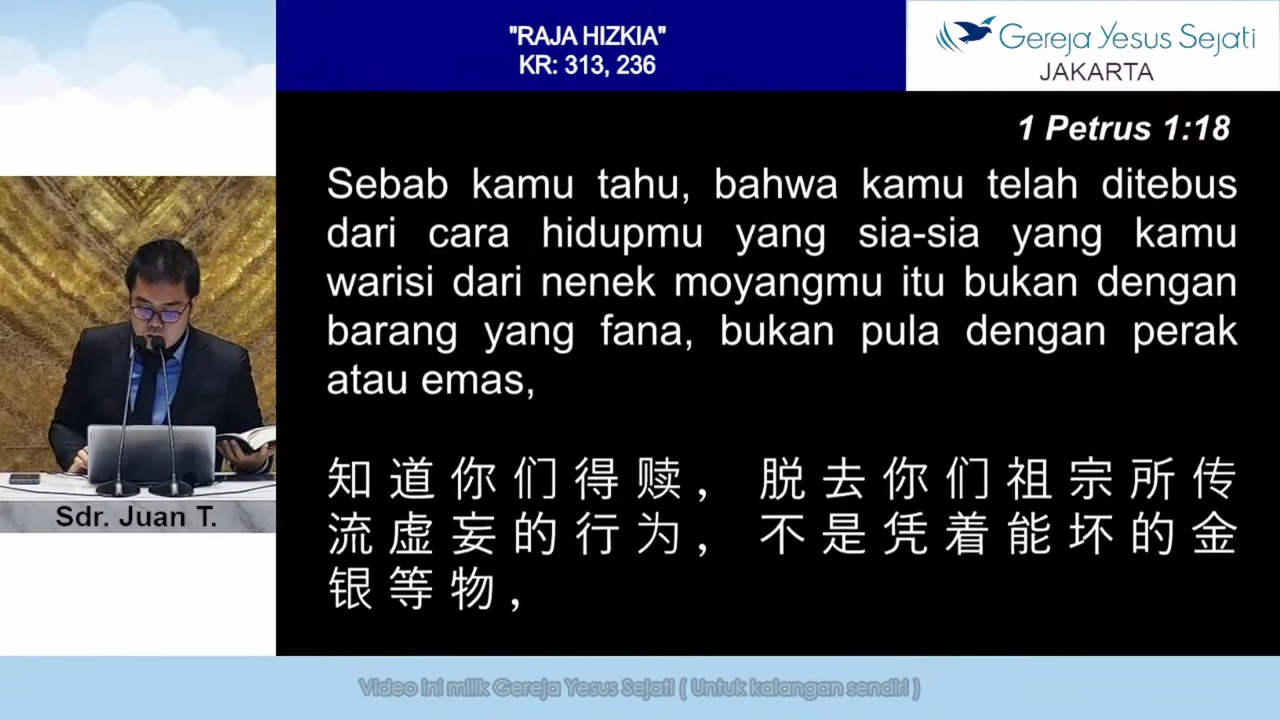 "RAJA HIZKIA"
KR: 313, 236
Gereja Yesus Sejati
JAKARTA
1 Petrus 1:18
Sebab kamu tahu, bahwa kamu telah ditebus
dari cara hidupmu yang sia-sia yang kamu
warisi dari nenek moyangmu itu bukan dengan
barang yang fana, bukan pula dengan perak
atau emas,
知道你们得赎，脱去你们祖宗所传
流虚妄的行为，不是凭着能坏的金
银等物，
Sdr. Juan T.
Video ini milik Gereja Yesus Sejati ( Untuk kalangan sendiri )